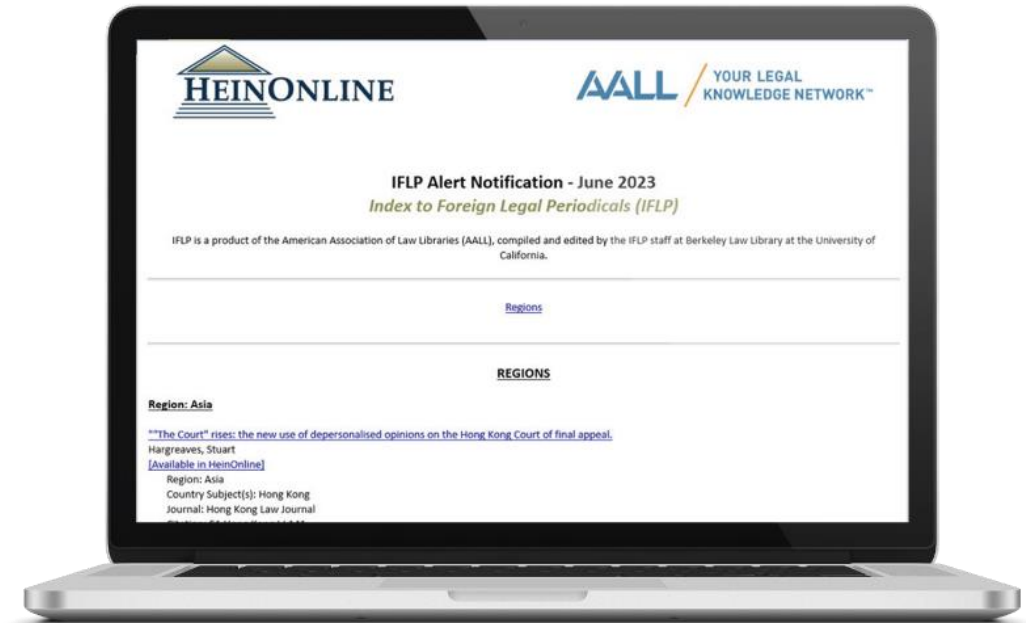 HEINONLINE
AALL / YOUR LEGAL
KNOWLEDGE NETWORK™
IFLP Alert Notification - June 2023
Index to Foreign Legal Periodicals (IFLP)
IFLP is a product of the American Association of Law Libraries (AALL), compiled and edited by the IFLP staff at Berkeley Law Library at the University of
California.
Regions
REGIONS
Region: Asia
""The Court" rises: the new use of depersonalised opinions on the Hong Kong Court of final appeal.
Hargreaves, Stuart
[Available in HeinOnline]
Region: Asia
Country Subject(s): Hong Kong
Journal: Hong Kong Law Journal